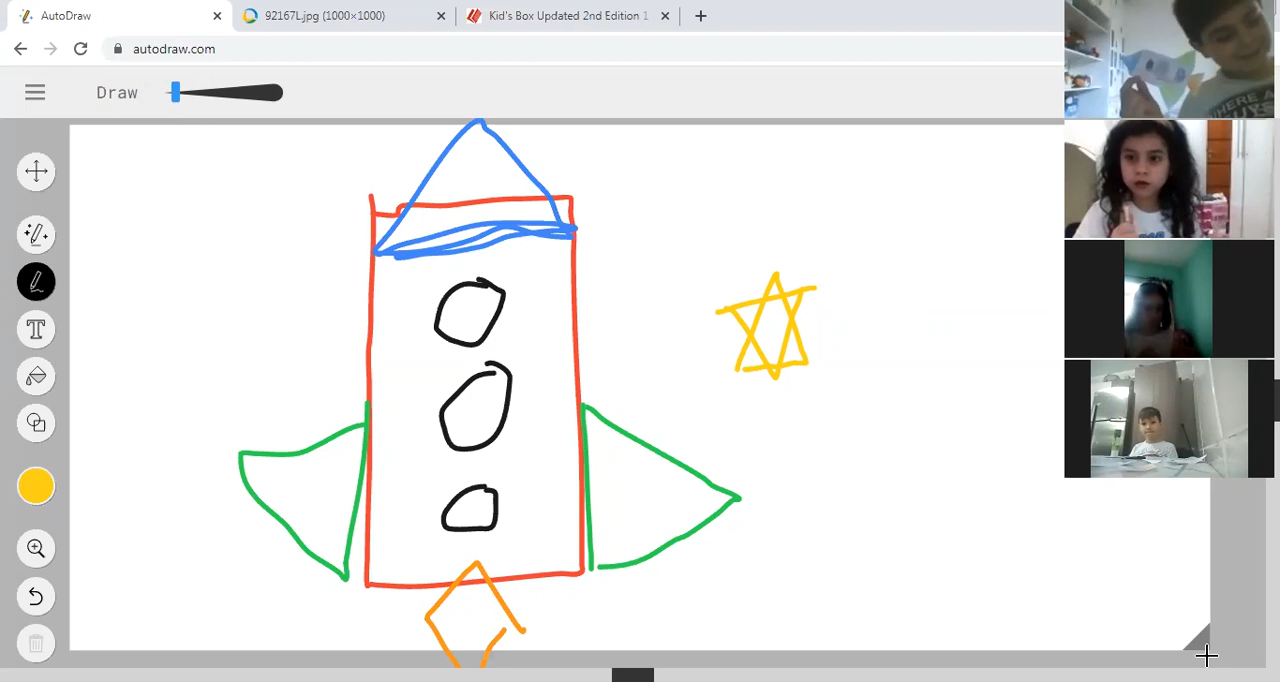 AutoDraw
92167L.jpg (1000×1000)
Kid's Box Updated 2nd Edition 1
autodraw.com
Draw
T